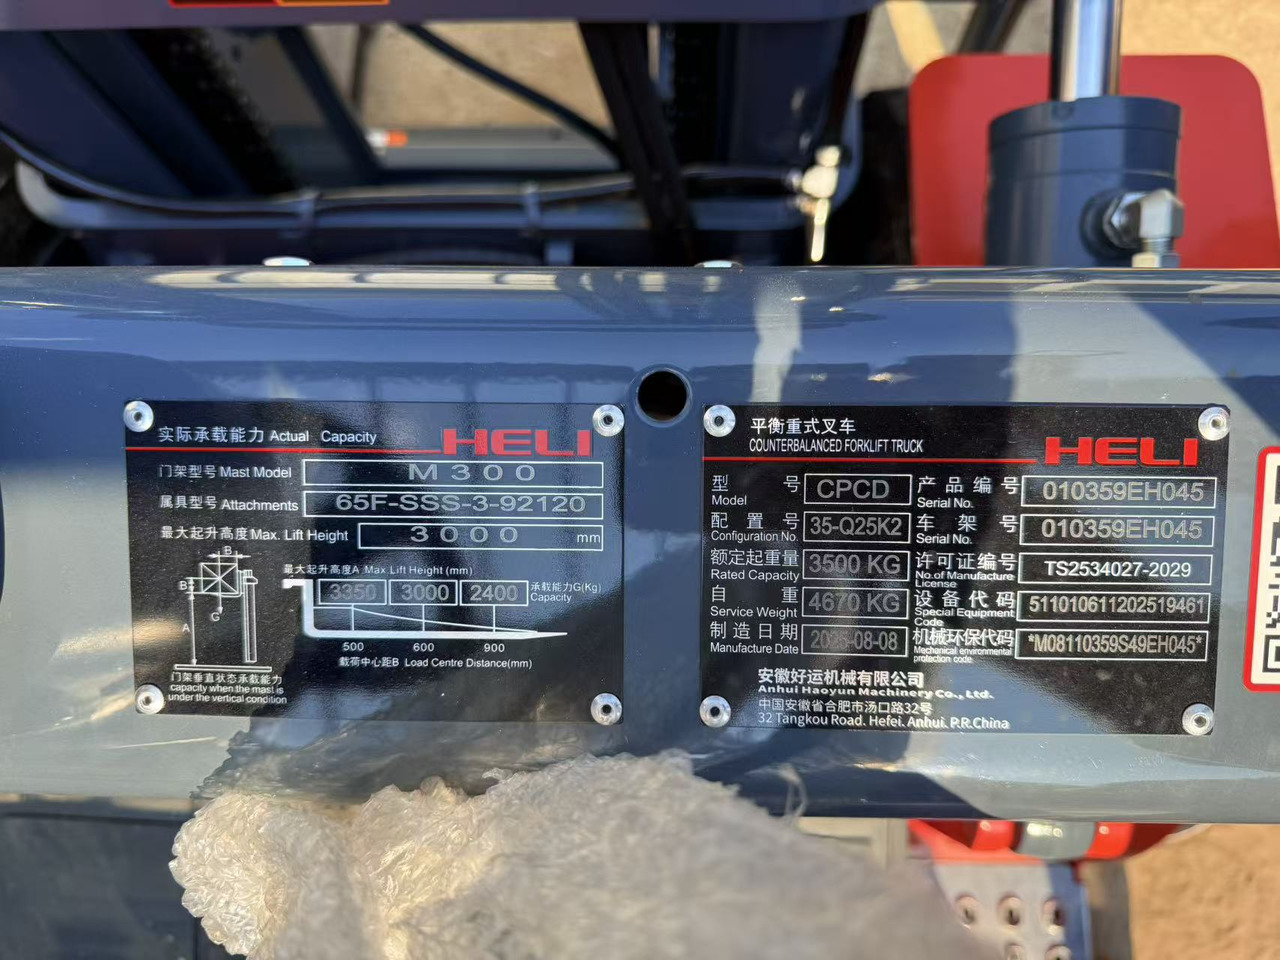 实际承载能力 Actual Capacity HELI
门架型号 Mast Model M300
属具型号 Attachments 65F-SSS-3-92120
最大起升高度 Max. Lift Height 3000 mm
最大起升高度A Max. Lift Height (mm)
3350 3000 2400 承载能力G(Kg)
Capacity
B
B
G
A
500 600 900
载荷中心距B Load Centre Distance(mm)
门架垂直状态承载能力
capacity when the mast is
under the vertical condition
平衡重式叉车
COUNTERBALANCED FORKLIFT TRUCK HELI
型号 Model CPCD
配置号 Configuration No. 35-Q25K2
额定起重量 Rated Capacity 3500 KG
自重 Service Weight 4670 KG
制造日期 Manufacture Date 2025-08-08
产品编号 Serial No. 010359EH045
车架号 Serial No. 010359EH045
许可证编号 No.of Manufacture License TS2534027-2029
设备代码 Special Equipment Code 511010611202519461
机械环保代码 Mechanical environmental protection code *M08110359S49EH045*
安徽好运机械有限公司
Anhui Haoyun Machinery Co., Ltd.
中国安徽省合肥市汤口路32号
32 Tangkou Road, Hefei, Anhui, P.R.China